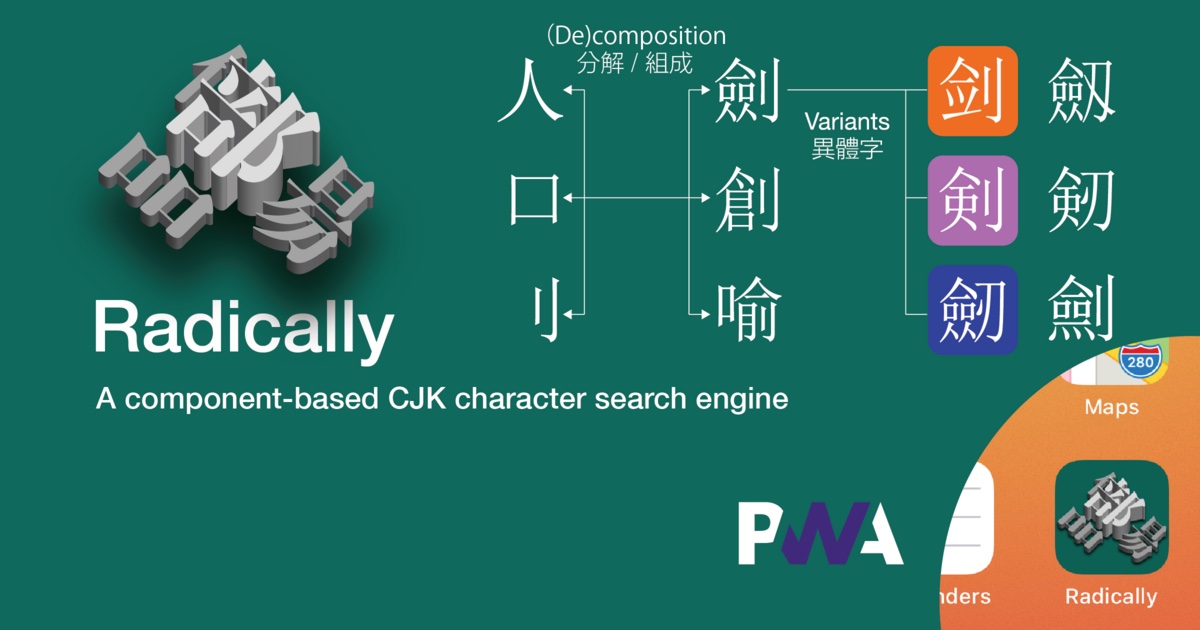 (De)composition
分解 / 組成
人
劍
剑
劔
Variants
異體字
口
創
剣
剱
刂
喻
劒
劎
Radically
A component-based CJK character search engine
280
Maps
PWA
nders
Radically